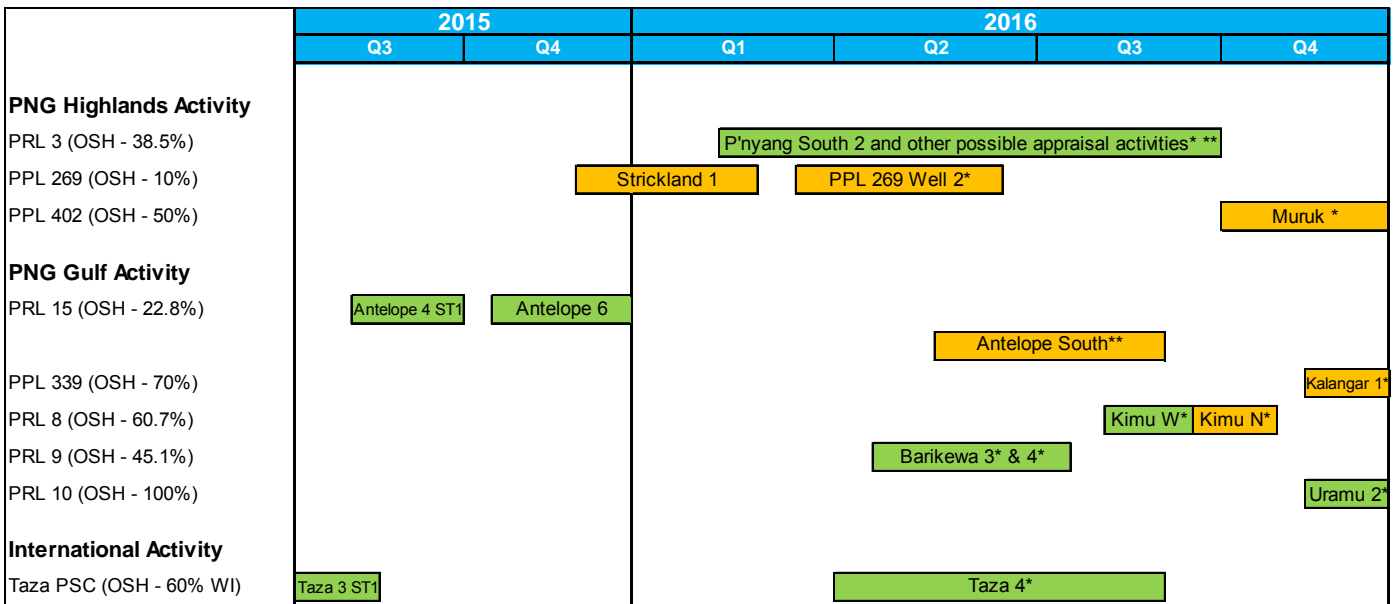 2015 2016
Q3 Q4 Q1 Q2 Q3 Q4
PNG Highlands Activity
PRL 3 (OSH - 38.5%) P'nyang South 2 and other possible appraisal activities* **
PPL 269 (OSH - 10%) Strickland 1 PPL 269 Well 2*
PPL 402 (OSH - 50%) Muruk *
PNG Gulf Activity
PRL 15 (OSH - 22.8%) Antelope 4 ST1 Antelope 6
Antelope South**
PPL 339 (OSH - 70%) Kalangar 1*
PRL 8 (OSH - 60.7%) Kimu W* Kimu N*
PRL 9 (OSH - 45.1%) Barikewa 3* & 4*
PRL 10 (OSH - 100%) Uramu 2*
International Activity
Taza PSC (OSH - 60% WI) Taza 3 ST1 Taza 4*